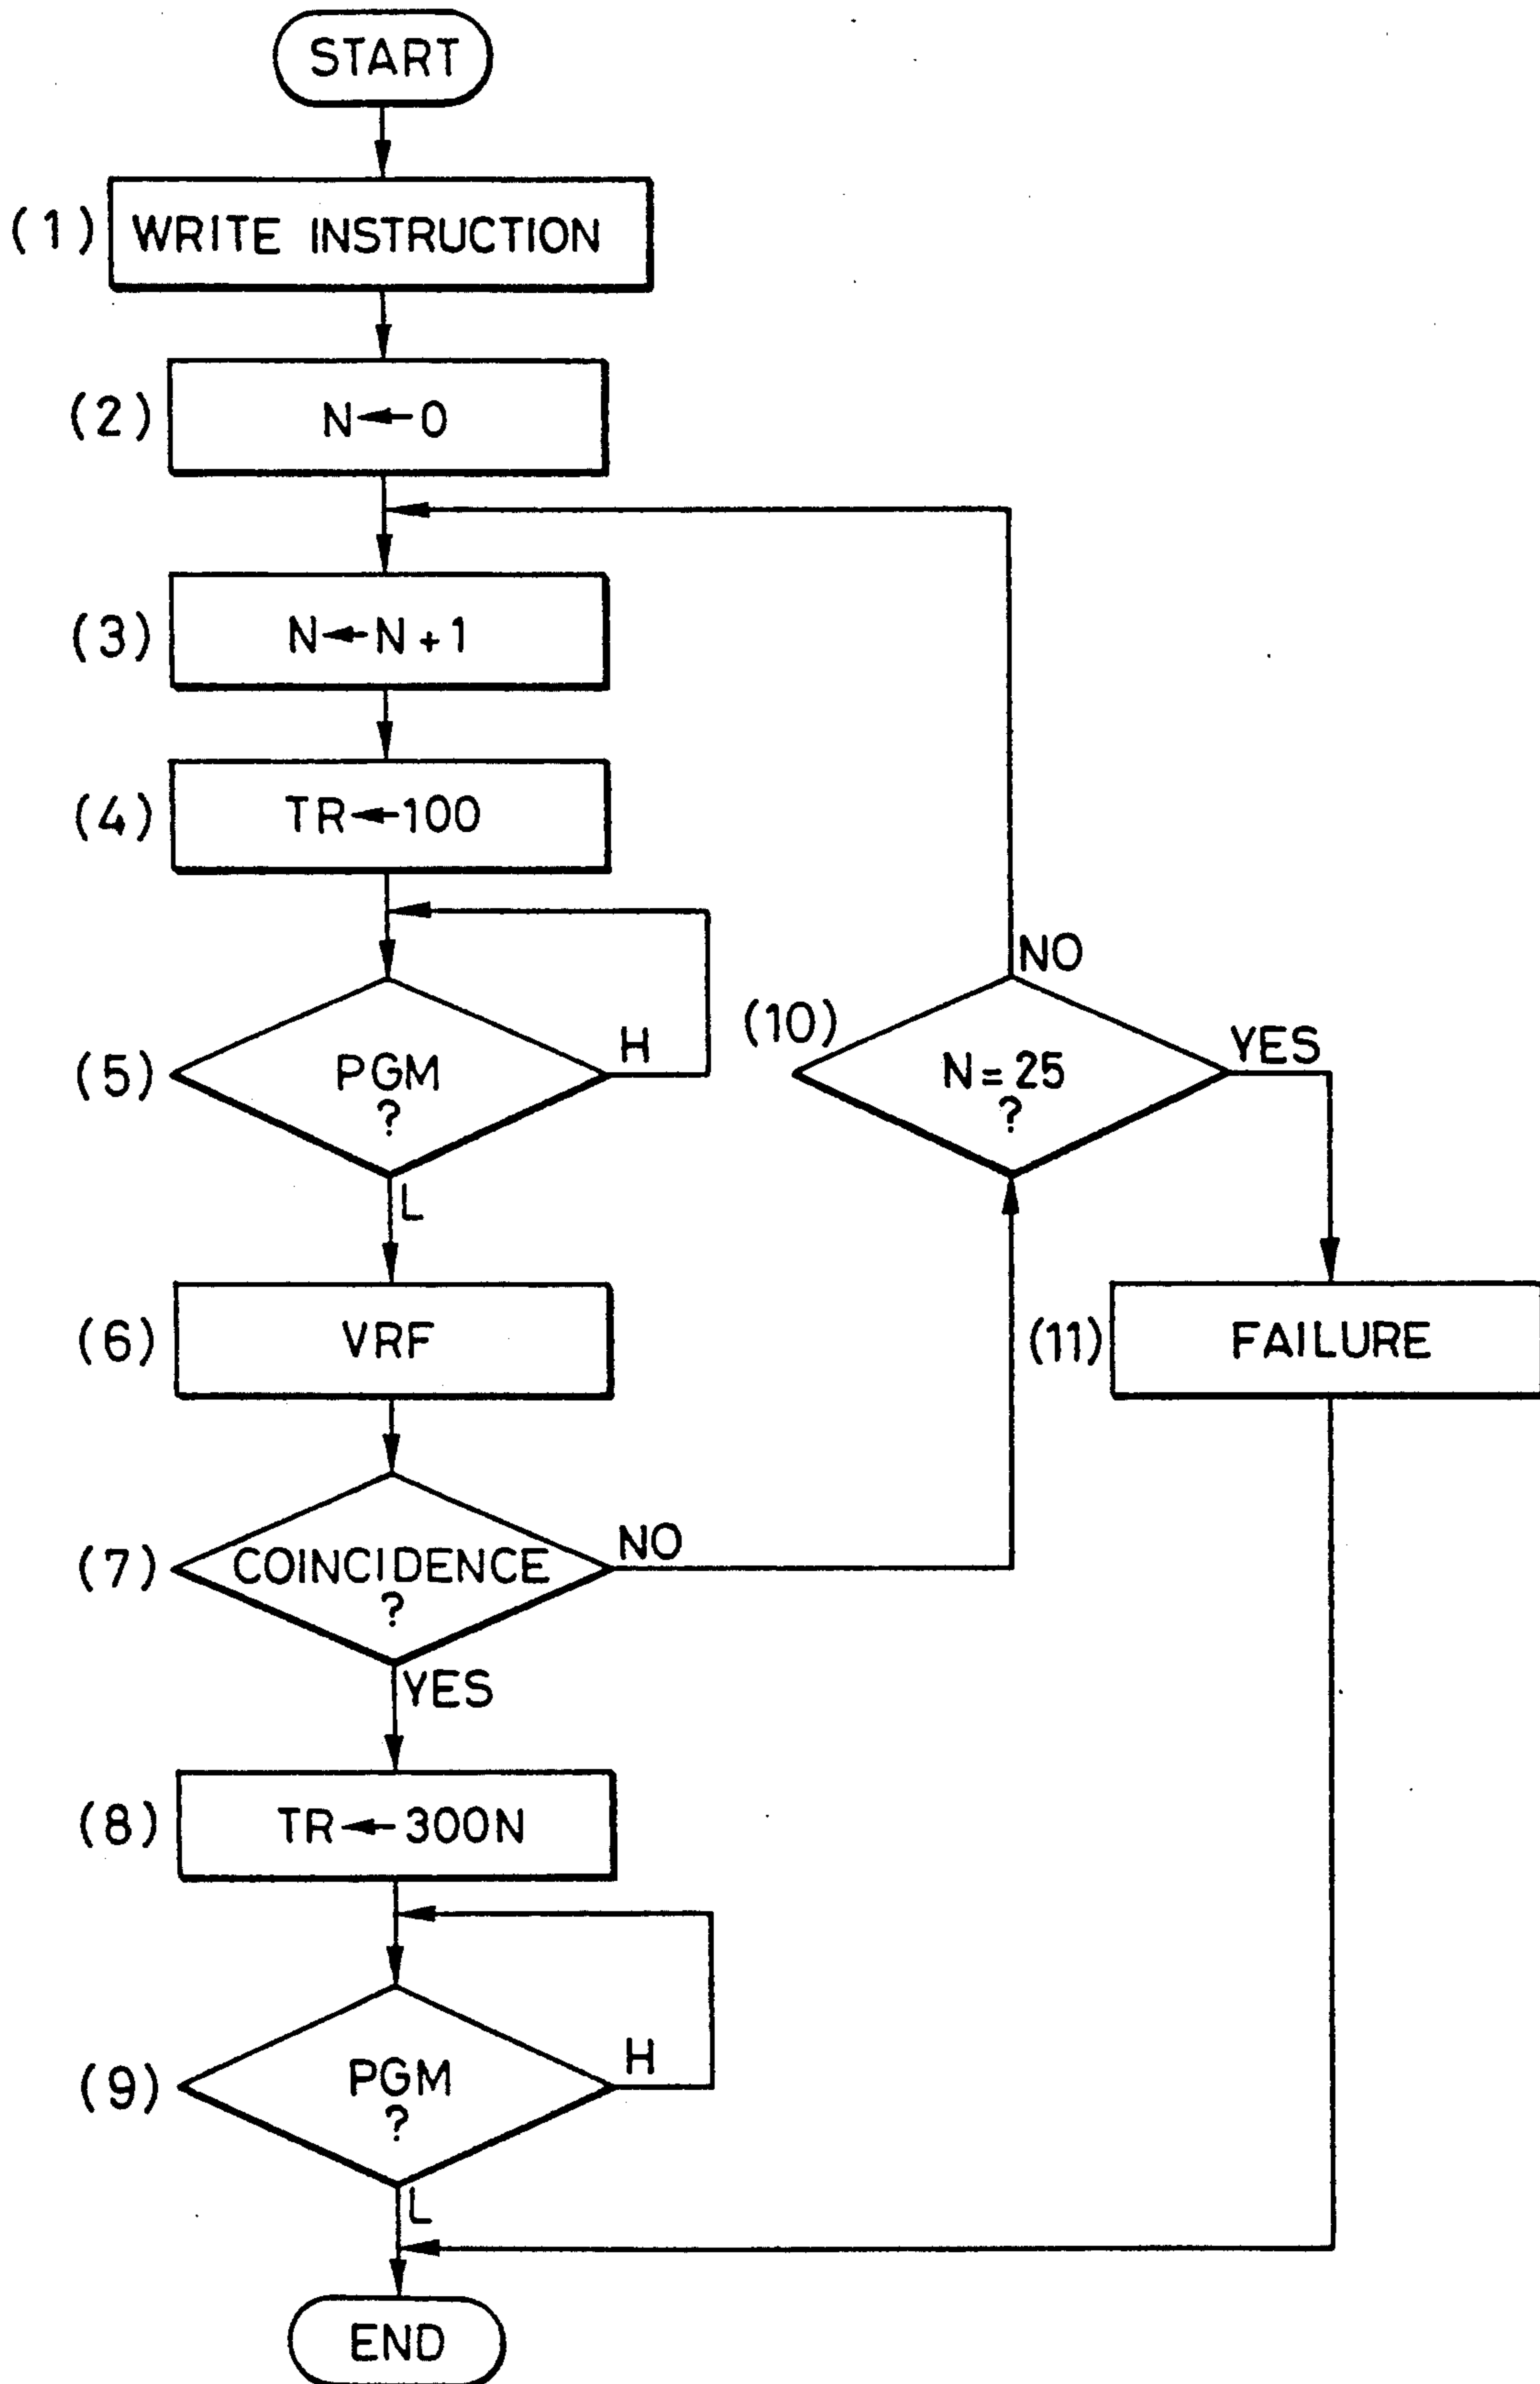 START
(1) WRITE INSTRUCTION
(2) N←0
(3) N←N+1
(4) TR←100
(5) PGM
?
H
L
(10) N=25
?
NO
YES
(6) VRF
(11) FAILURE
(7) COINCIDENCE
?
NO
YES
(8) TR←300N
(9) PGM
?
H
L
END